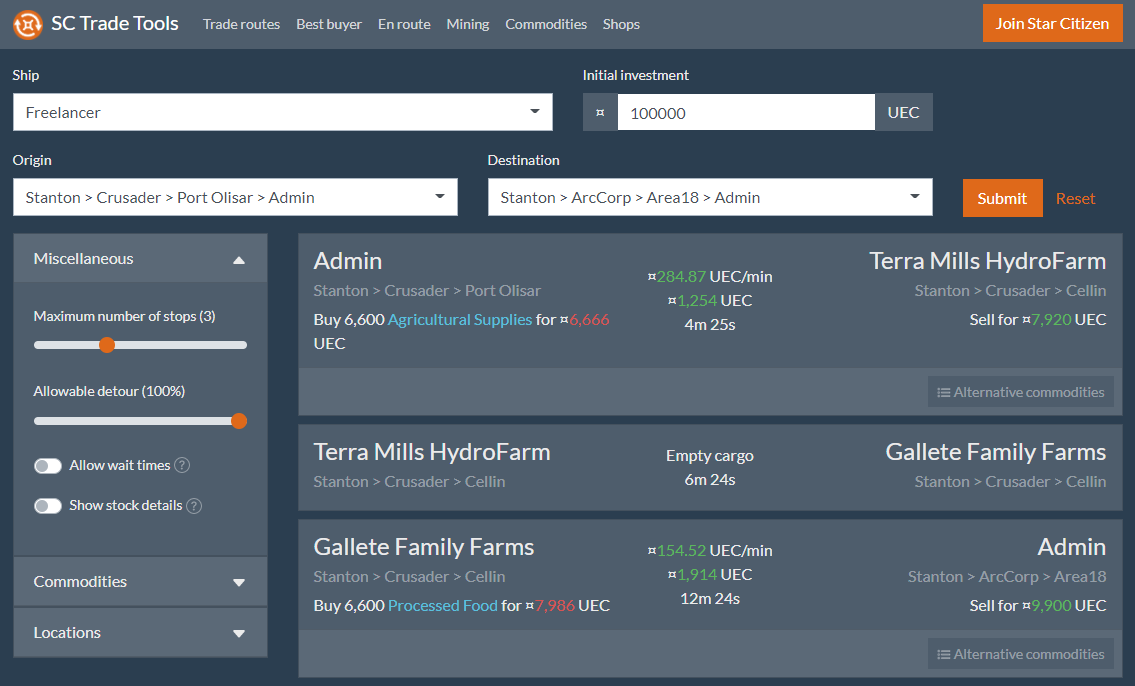 SC Trade Tools
Trade routes
Best buyer
En route
Mining
Commodities
Shops
Join Star Citizen
Ship
Initial investment
Freelancer
¤ 100000 UEC
Origin
Destination
Stanton > Crusader > Port Olisar > Admin
Stanton > ArcCorp > Area18 > Admin
Submit
Reset
Miscellaneous
Maximum number of stops (3)
Allowable detour (100%)
Allow wait times ?
Show stock details ?
Commodities
Locations
Admin
Stanton > Crusader > Port Olisar
Buy 6,600 Agricultural Supplies for ¤6,666
UEC
¤284.87 UEC/min
¤1,254 UEC
4m 25s
Terra Mills HydroFarm
Stanton > Crusader > Cellin
Sell for ¤7,920 UEC
Alternative commodities
Terra Mills HydroFarm
Stanton > Crusader > Cellin
Empty cargo
6m 24s
Gallete Family Farms
Stanton > Crusader > Cellin
Gallete Family Farms
Stanton > Crusader > Cellin
Buy 6,600 Processed Food for ¤7,986 UEC
¤154.52 UEC/min
¤1,914 UEC
12m 24s
Admin
Stanton > ArcCorp > Area18
Sell for ¤9,900 UEC
Alternative commodities